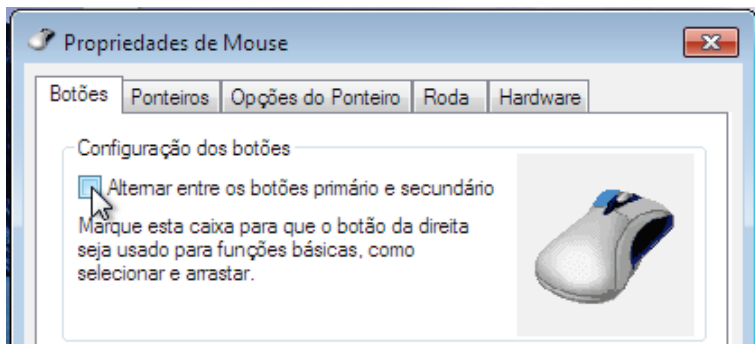 Propriedades de Mouse
Botões Ponteiros Opções do Ponteiro Roda Hardware
Configuração dos botões
Alternar entre os botões primário e secundário
Marque esta caixa para que o botão da direita
seja usado para funções básicas, como
selecionar e arrastar.